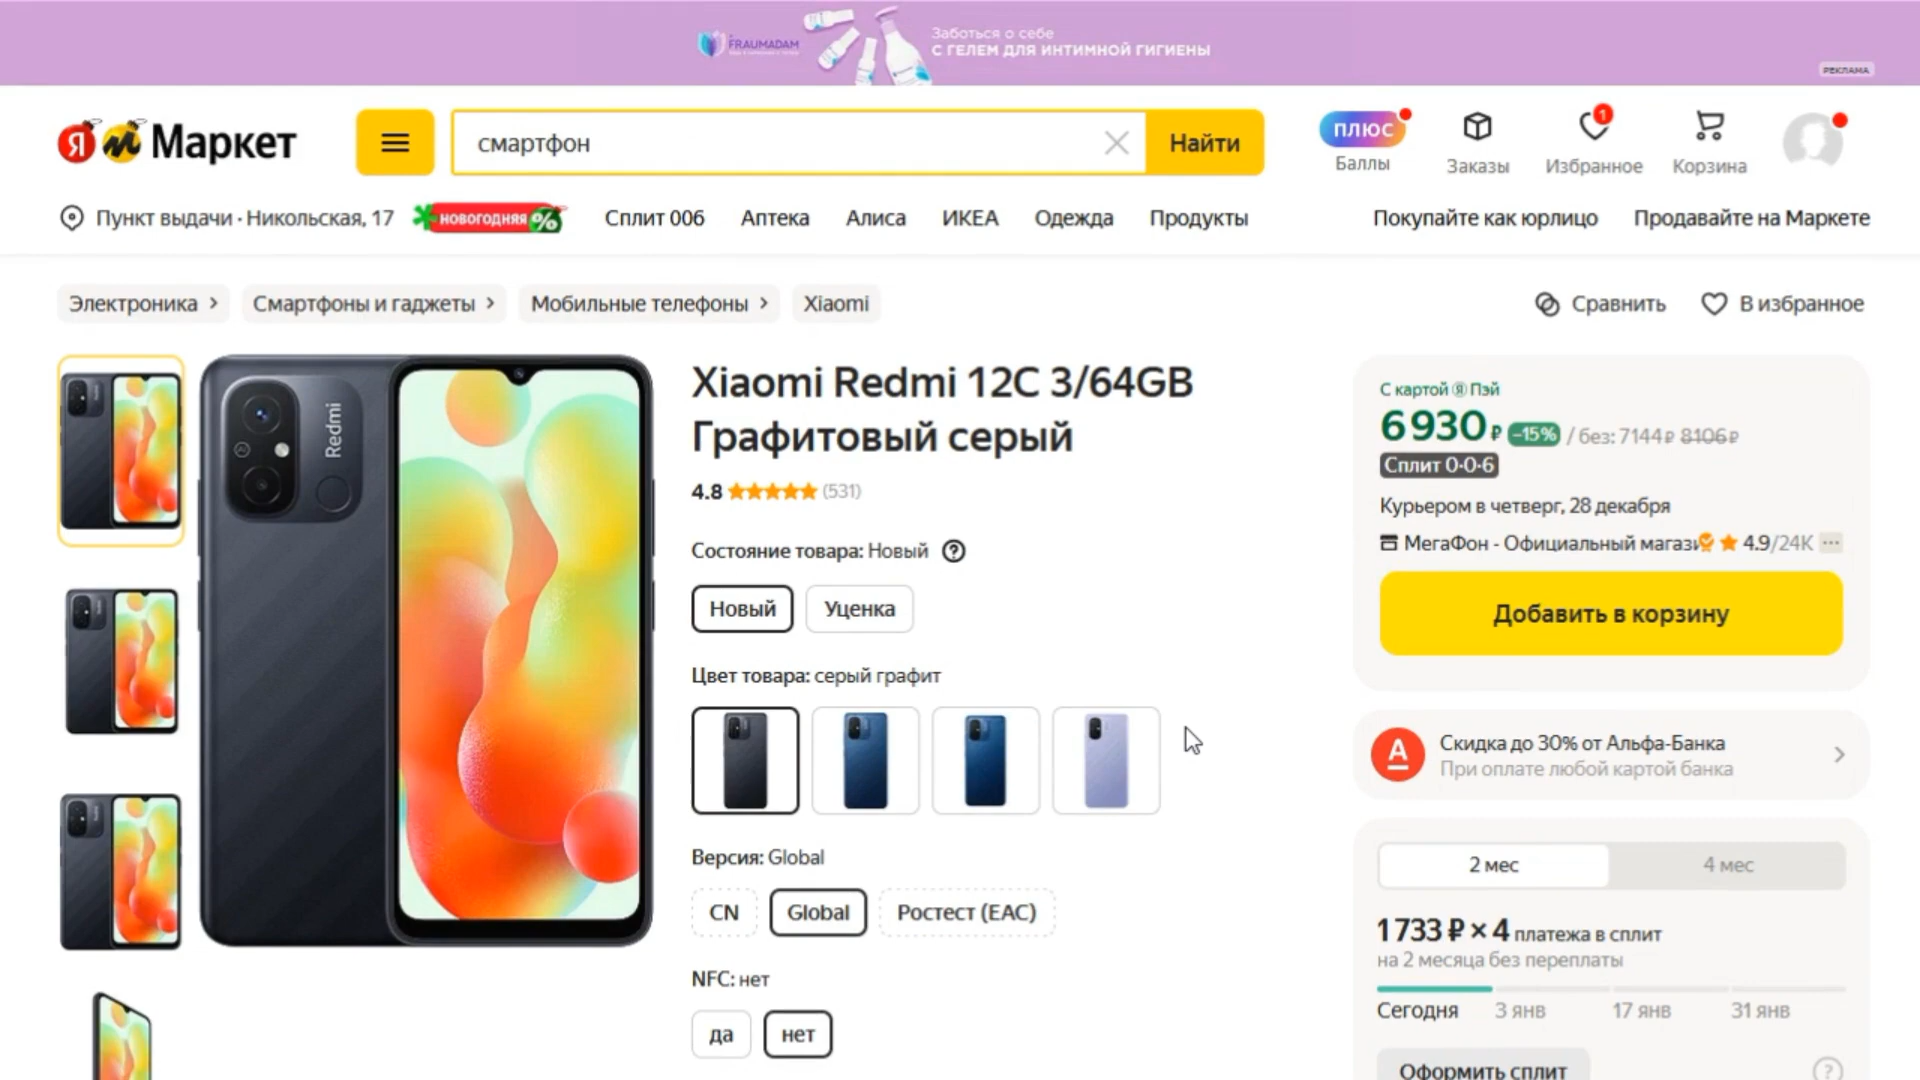 FRAUMADAM
Заботься о себе
С ГЕЛЕМ ДЛЯ ИНТИМНОЙ ГИГИЕНЫ
РЕКЛАМА
Я М Маркет
смартфон
Найти
ПЛЮС
Баллы
Заказы
1
Избранное
Корзина
Пункт выдачи · Никольская, 17
НОВОГОДНЯЯ %
Сплит 006
Аптека
Алиса
ИКЕА
Одежда
Продукты
Покупайте как юрлицо
Продавайте на Маркете
Электроника
Смартфоны и гаджеты
Мобильные телефоны
Xiaomi
Сравнить
В избранное
Redmi
Xiaomi Redmi 12C 3/64GB
Графитовый серый
4.8 (531)
Состояние товара: Новый ?
Новый
Уценка
Цвет товара: серый графит
Версия: Global
CN
Global
Ростест (EAC)
NFC: нет
да
нет
С картой Я Пэй
6 930 ₽ -15% / без: 7144 ₽ 8106 ₽
Сплит 0·0·6
Курьером в четверг, 28 декабря
МегаФон - Официальный магази 4.9/24K ...
Добавить в корзину
А
Скидка до 30% от Альфа-Банка
При оплате любой картой банка
2 мес
4 мес
1 733 ₽ × 4 платежа в сплит
на 2 месяца без переплаты
Сегодня
3 янв
17 янв
31 янв
Оформить сплит
?